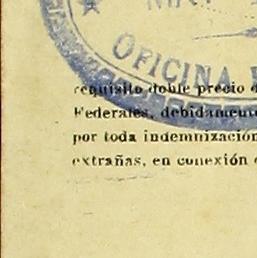 OFICINA
requisito doble precio
Federales, debidamente
por toda indemnización
extrañas, en conexión